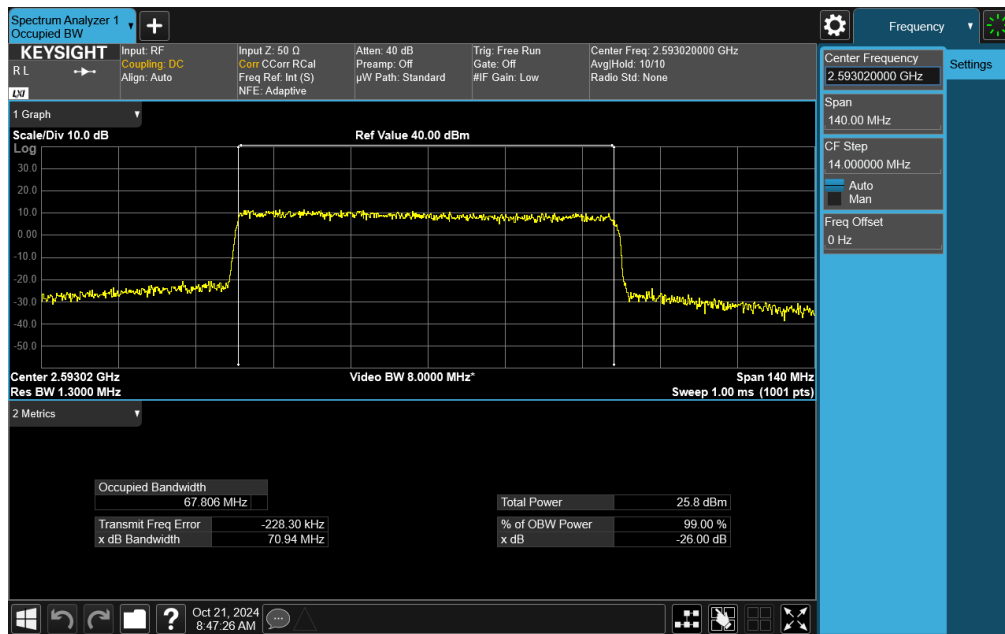 Spectrum Analyzer 1
Occupied BW
Frequency
KEYSIGHT
R L
LXI
Input: RF
Coupling: DC
Align: Auto
Input Z: 50 Ω
Corr CCorr RCal
Freq Ref: Int (S)
NFE: Adaptive
Atten: 40 dB
Preamp: Off
µW Path: Standard
Trig: Free Run
Gate: Off
#IF Gain: Low
Center Freq: 2.593020000 GHz
Avg|Hold: 10/10
Radio Std: None
Center Frequency
2.593020000 GHz
Settings
Span
140.00 MHz
CF Step
14.000000 MHz
Auto
Man
Freq Offset
0 Hz
1 Graph
Scale/Div 10.0 dB
Ref Value 40.00 dBm
Log
30.0
20.0
10.0
0.00
-10.0
-20.0
-30.0
-40.0
-50.0
Center 2.59302 GHz
Video BW 8.0000 MHz*
Span 140 MHz
Res BW 1.3000 MHz
Sweep 1.00 ms (1001 pts)
2 Metrics
Occupied Bandwidth
67.806 MHz
Total Power 25.8 dBm
Transmit Freq Error -228.30 kHz
% of OBW Power 99.00 %
x dB Bandwidth 70.94 MHz
x dB -26.00 dB
?
Oct 21, 2024
8:47:26 AM